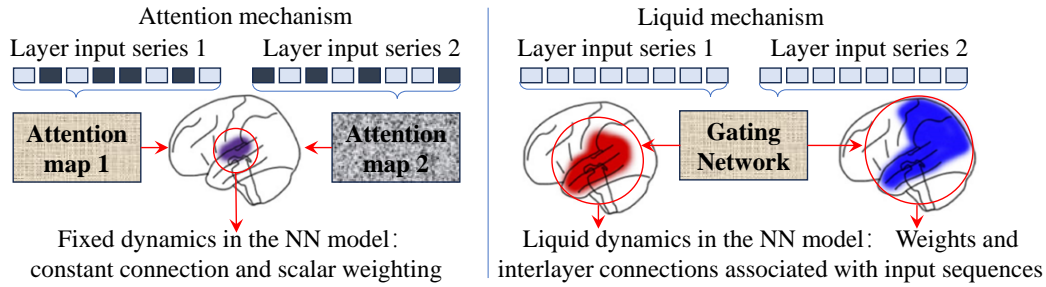 Attention mechanism
Layer input series 1
Layer input series 2
Attention map 1
Attention map 2
Fixed dynamics in the NN model：
constant connection and scalar weighting
Liquid mechanism
Layer input series 1
Layer input series 2
Gating Network
Liquid dynamics in the NN model： Weights and
interlayer connections associated with input sequences